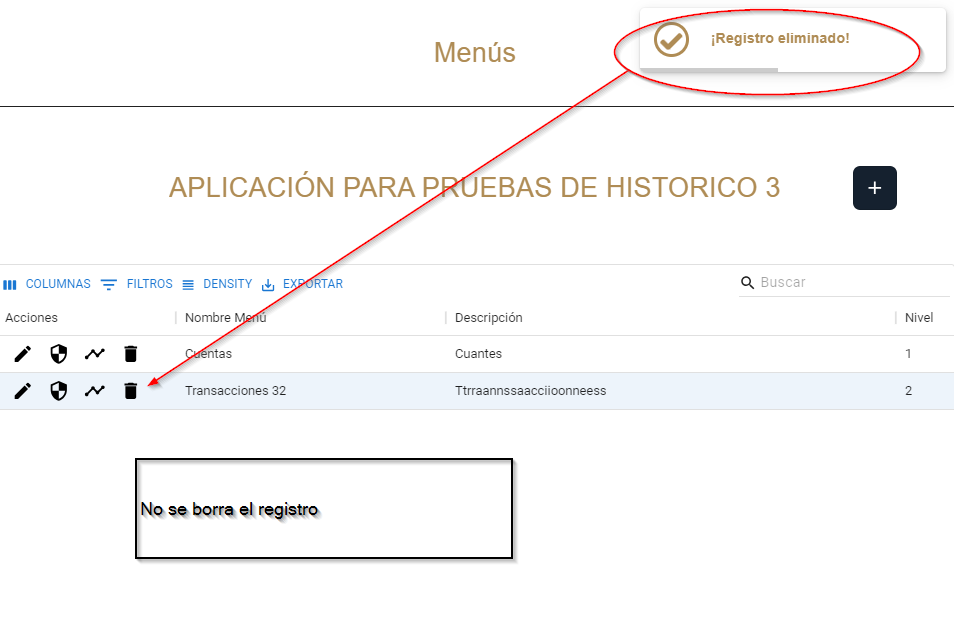 Menús
¡Registro eliminado!
APLICACIÓN PARA PRUEBAS DE HISTORICO 3
+
COLUMNAS FILTROS DENSITY EXPORTAR Buscar
Acciones Nombre Menú Descripción Nivel
Cuentas Cuantes 1
Transacciones 32 Ttrraannssaacciioonneess 2
No se borra el registro